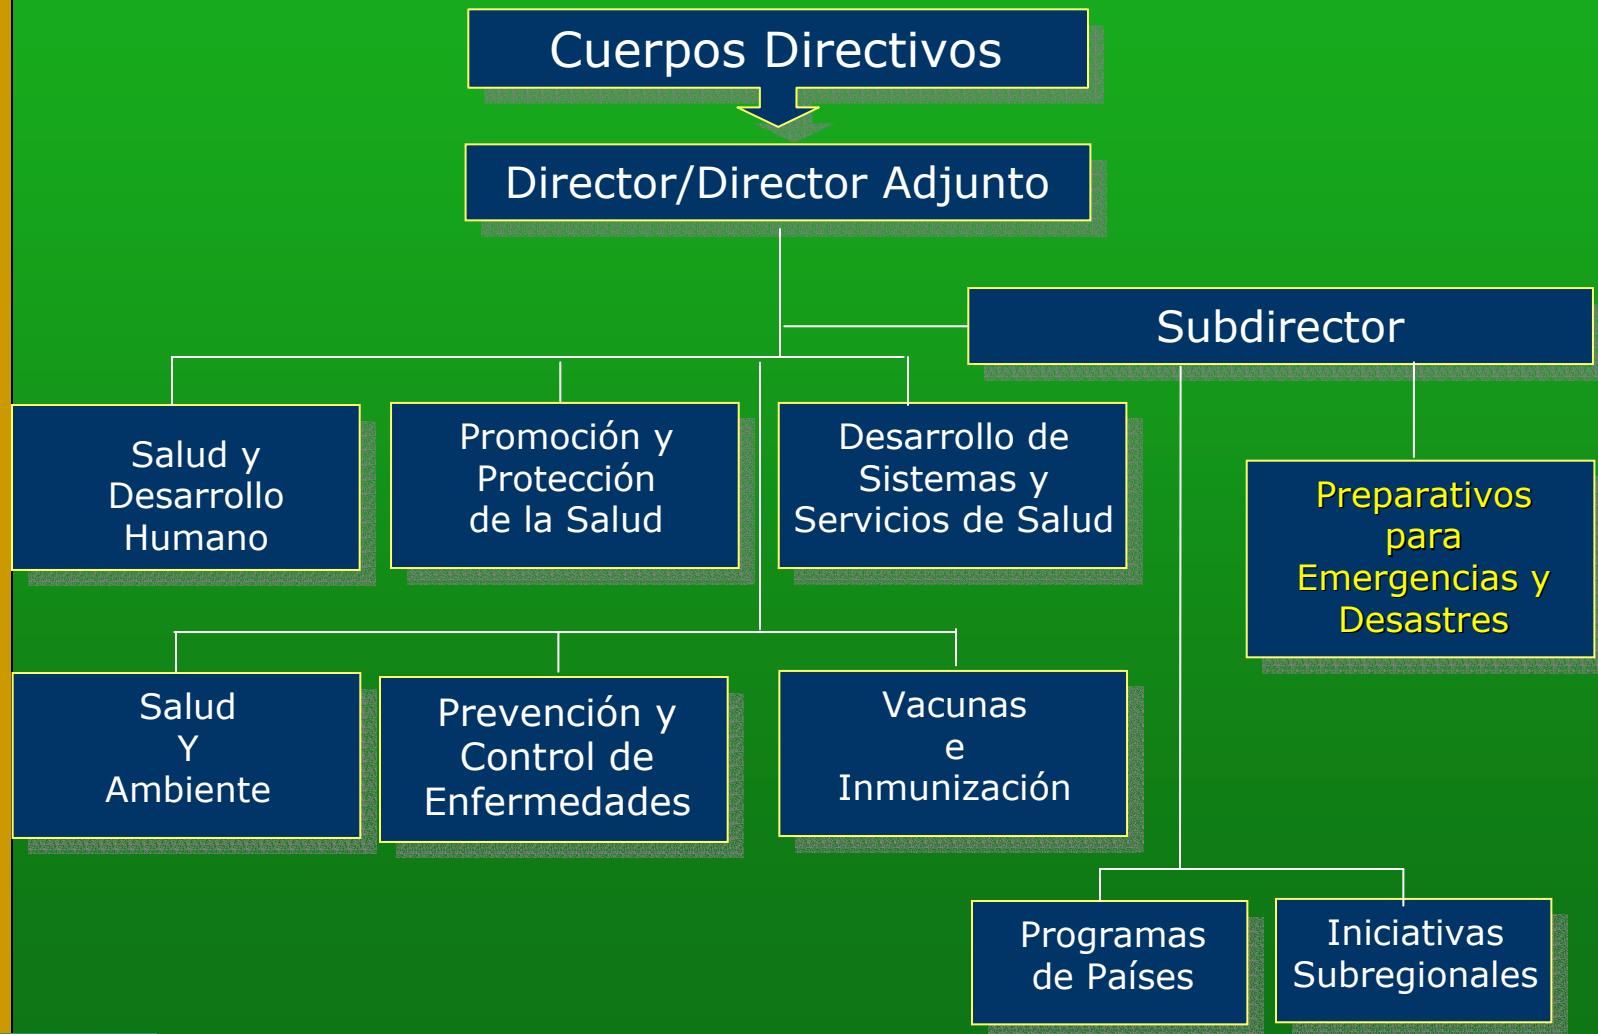 Cuerpos Directivos
Director/Director Adjunto
Subdirector
Salud y
Desarrollo
Humano
Promoción y
Protección
de la Salud
Desarrollo de
Sistemas y
Servicios de Salud
Preparativos
para
Emergencias y
Desastres
Salud
Y
Ambiente
Prevención y
Control de
Enfermedades
Vacunas
e
Inmunización
Programas
de Países
Iniciativas
Subregionales